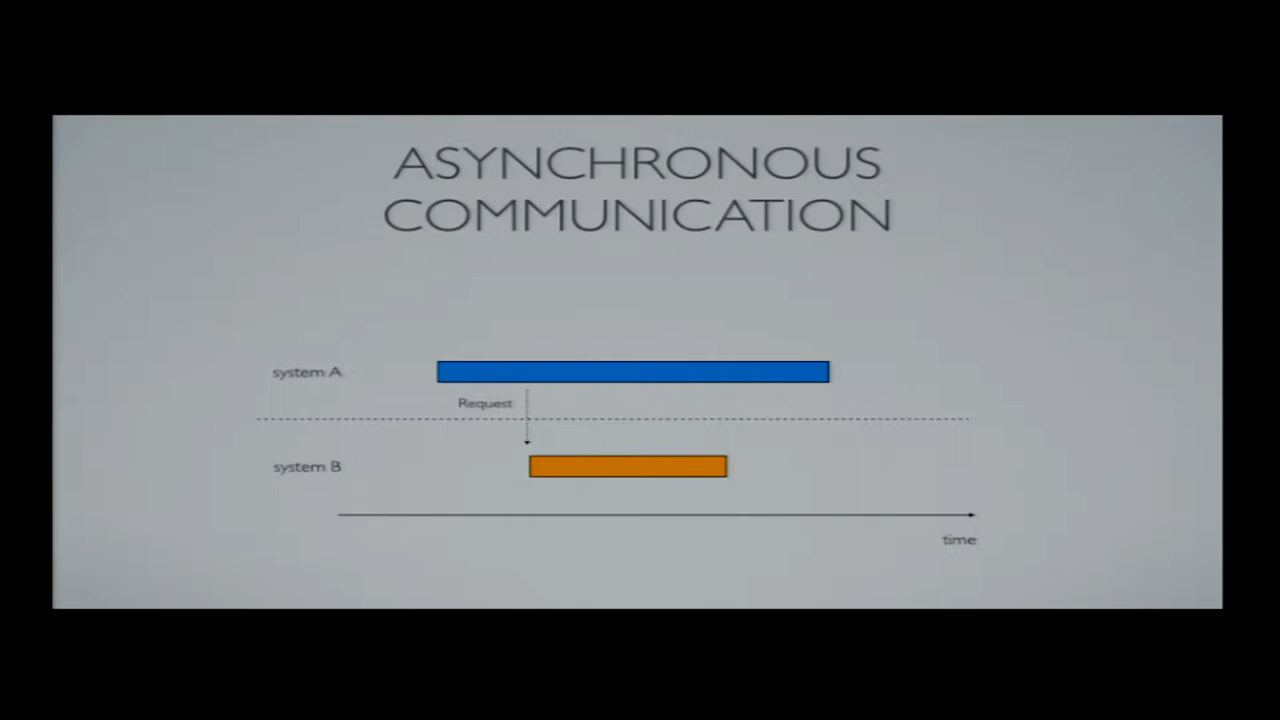 ASYNCHRONOUS
COMMUNICATION
system A
Request
system B
time